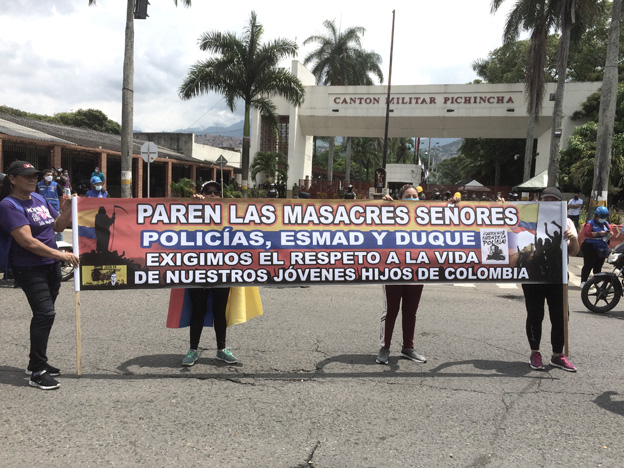 CANTON MILITAR PICHINCHA
PAREN LAS MASACRES SEÑORES
POLICÍAS, ESMAD Y DUQUE
EXIGIMOS EL RESPETO A LA VIDA
DE NUESTROS JÓVENES HIJOS DE COLOMBIA